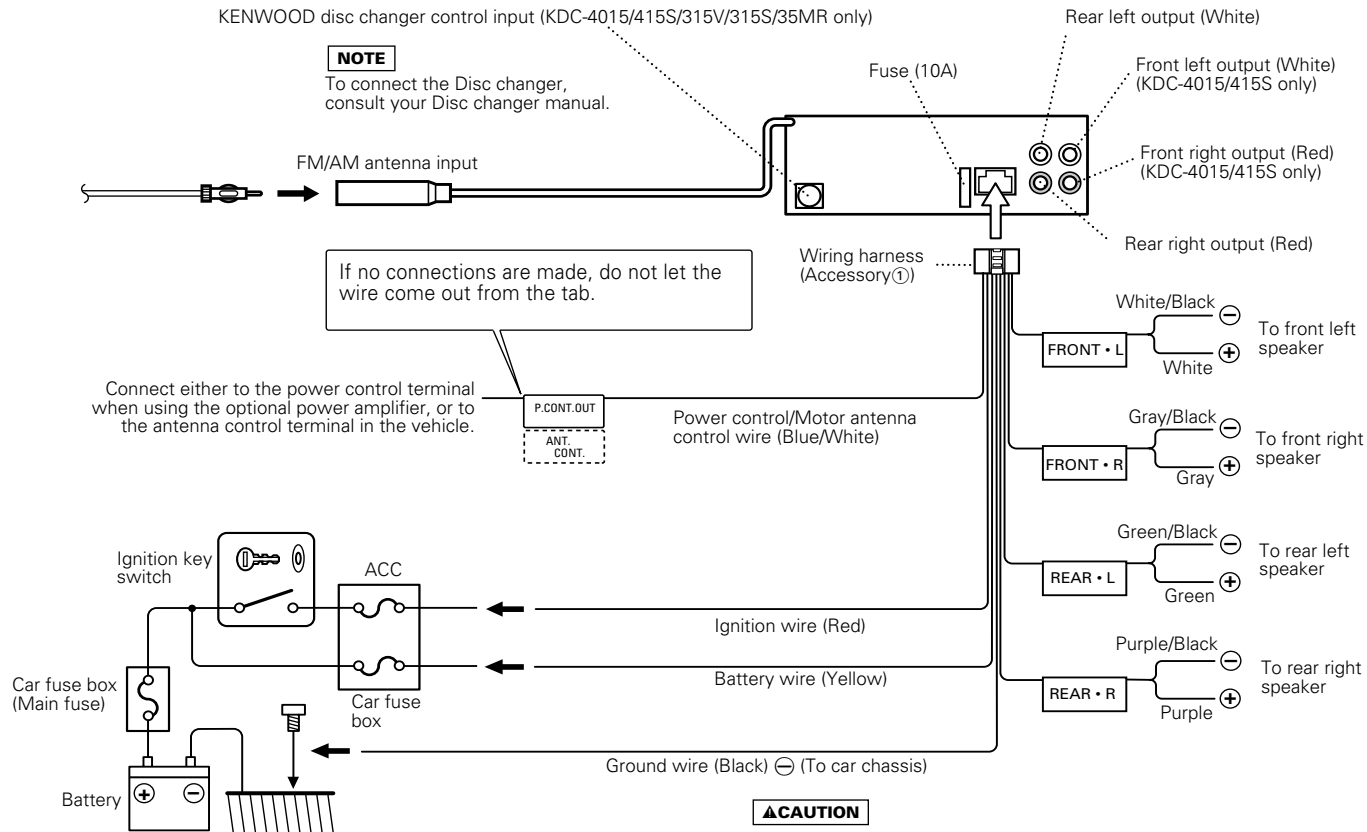 KENWOOD disc changer control input (KDC-4015/415S/315V/315S/35MR only)
Rear left output (White)
NOTE
To connect the Disc changer,
consult your Disc changer manual.
Fuse (10A)
Front left output (White)
(KDC-4015/415S only)
FM/AM antenna input
Front right output (Red)
(KDC-4015/415S only)
Rear right output (Red)
Wiring harness
(Accessory①)
If no connections are made, do not let the
wire come out from the tab.
White/Black
⊖
FRONT • L
⊕
White
To front left
speaker
Connect either to the power control terminal
when using the optional power amplifier, or to
the antenna control terminal in the vehicle.
P.CONT.OUT
ANT.
CONT.
Power control/Motor antenna
control wire (Blue/White)
Gray/Black
⊖
FRONT • R
⊕
Gray
To front right
speaker
Green/Black
⊖
REAR • L
⊕
Green
To rear left
speaker
Ignition key
switch
ACC
Ignition wire (Red)
Purple/Black
⊖
REAR • R
⊕
Purple
To rear right
speaker
Battery wire (Yellow)
Car fuse box
(Main fuse)
Car fuse
box
Ground wire (Black) ⊖ (To car chassis)
Battery
⊕
⊖
⚠CAUTION